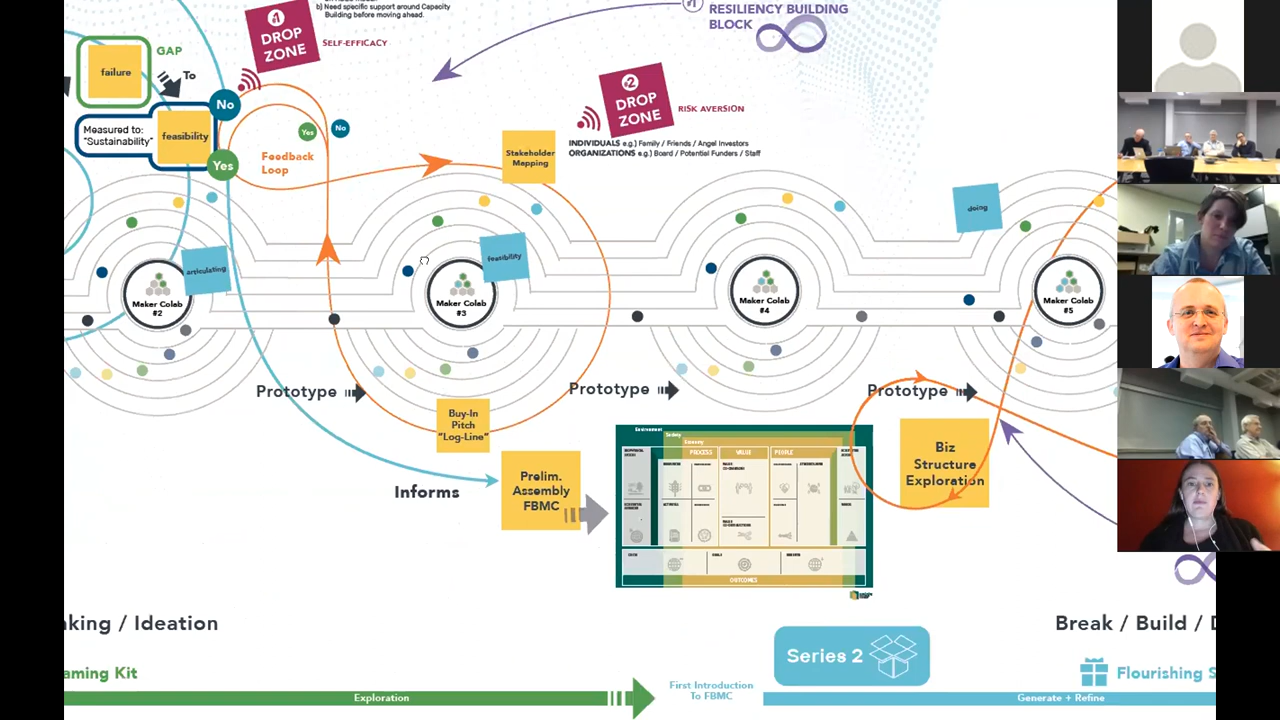 b) Need specific support around Capacity
Building before moving ahead.
#1
DROP
ZONE
SELF-EFFICACY
RESILIENCY BUILDING
BLOCK
GAP
failure
To
No
Measured to:
"Sustainability"
feasibility
Yes
Yes
No
Feedback
Loop
#2
DROP
ZONE
RISK AVERSION
INDIVIDUALS e.g.) Family / Friends / Angel Investors
ORGANIZATIONS e.g.) Board / Potential Funders / Staff
Stakeholder
Mapping
doing
articulating
feasibility
Maker Colab
#2
Maker Colab
#3
Maker Colab
#4
Maker Colab
#5
Prototype
Prototype
Prototype
Buy-In
Pitch
"Log-Line"
Informs
Prelim.
Assembly
FBMC
Environment
Society
Economy
PROCESS
VALUE
PEOPLE
OUTCOMES
Biz
Structure
Exploration
king / Ideation
Break / Build / D
aming Kit
Series 2
Flourishing S
First Introduction
To FBMC
Exploration
Generate + Refine